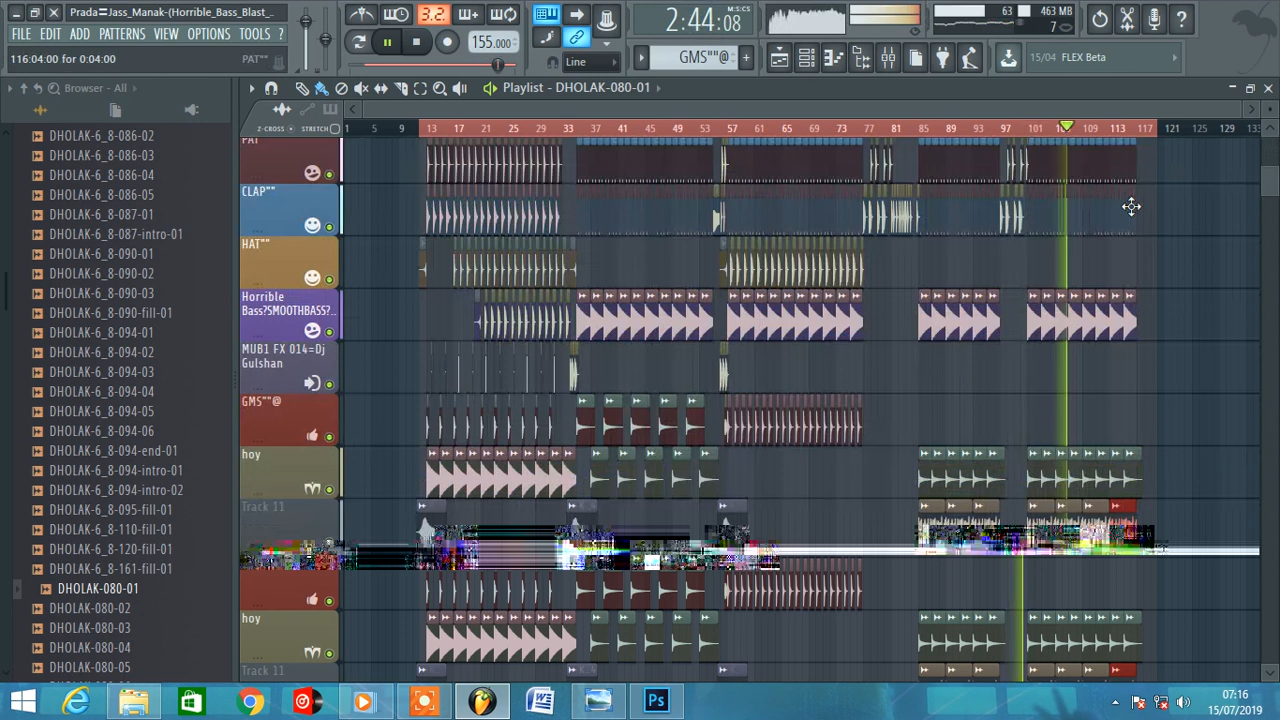 Prada=Jass_Manak-(Horrible_Bass_Blast_
FILE EDIT ADD PATTERNS VIEW OPTIONS TOOLS ?
116:04:00 for 0:04:00
PAT""
3.2.
155.000
Line
2:44:08
M:S:CS
GMS""@
63
463 MB
7
15/04 FLEX Beta
Browser - All
DHOLAK-6_8-086-02
DHOLAK-6_8-086-03
DHOLAK-6_8-086-04
DHOLAK-6_8-086-05
DHOLAK-6_8-087-01
DHOLAK-6_8-087-intro-01
DHOLAK-6_8-090-01
DHOLAK-6_8-090-02
DHOLAK-6_8-090-03
DHOLAK-6_8-090-fill-01
DHOLAK-6_8-094-01
DHOLAK-6_8-094-02
DHOLAK-6_8-094-03
DHOLAK-6_8-094-04
DHOLAK-6_8-094-05
DHOLAK-6_8-094-06
DHOLAK-6_8-094-end-01
DHOLAK-6_8-094-intro-01
DHOLAK-6_8-094-intro-02
DHOLAK-6_8-095-fill-01
DHOLAK-6_8-110-fill-01
DHOLAK-6_8-120-fill-01
DHOLAK-6_8-161-fill-01
DHOLAK-080-01
DHOLAK-080-02
DHOLAK-080-03
DHOLAK-080-04
DHOLAK-080-05
Playlist - DHOLAK-080-01
Z-CROSS STRETCH
1 5 9 13 17 21 25 29 33 37 41 45 49 53 57 61 65 69 73 77 81 85 89 93 97 101 109 113 117 121 125 129 133
PAT
CLAP""
HAT""
Horrible
Bass?SMOOTHBASS?..
MUB1 FX 014=Dj
Gulshan
GMS""@
hoy
Track 11
hoy
Track 11
07:16
15/07/2019